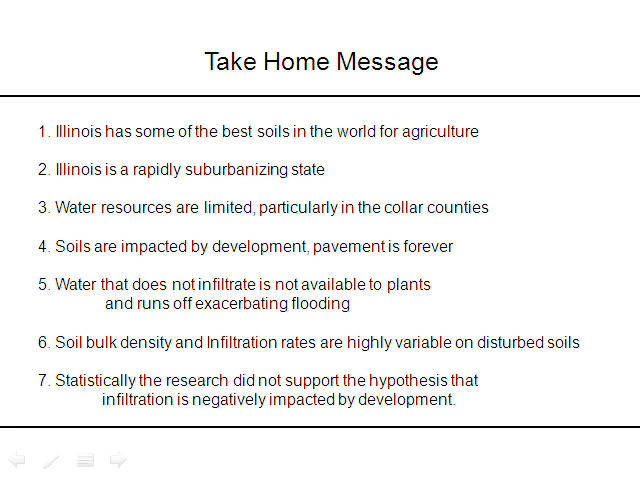 Take Home Message
1. Illinois has some of the best soils in the world for agriculture
2. Illinois is a rapidly suburbanizing state
3. Water resources are limited, particularly in the collar counties
4. Soils are impacted by development, pavement is forever
5. Water that does not infiltrate is not available to plants
and runs off exacerbating flooding
6. Soil bulk density and Infiltration rates are highly variable on disturbed soils
7. Statistically the research did not support the hypothesis that
infiltration is negatively impacted by development.